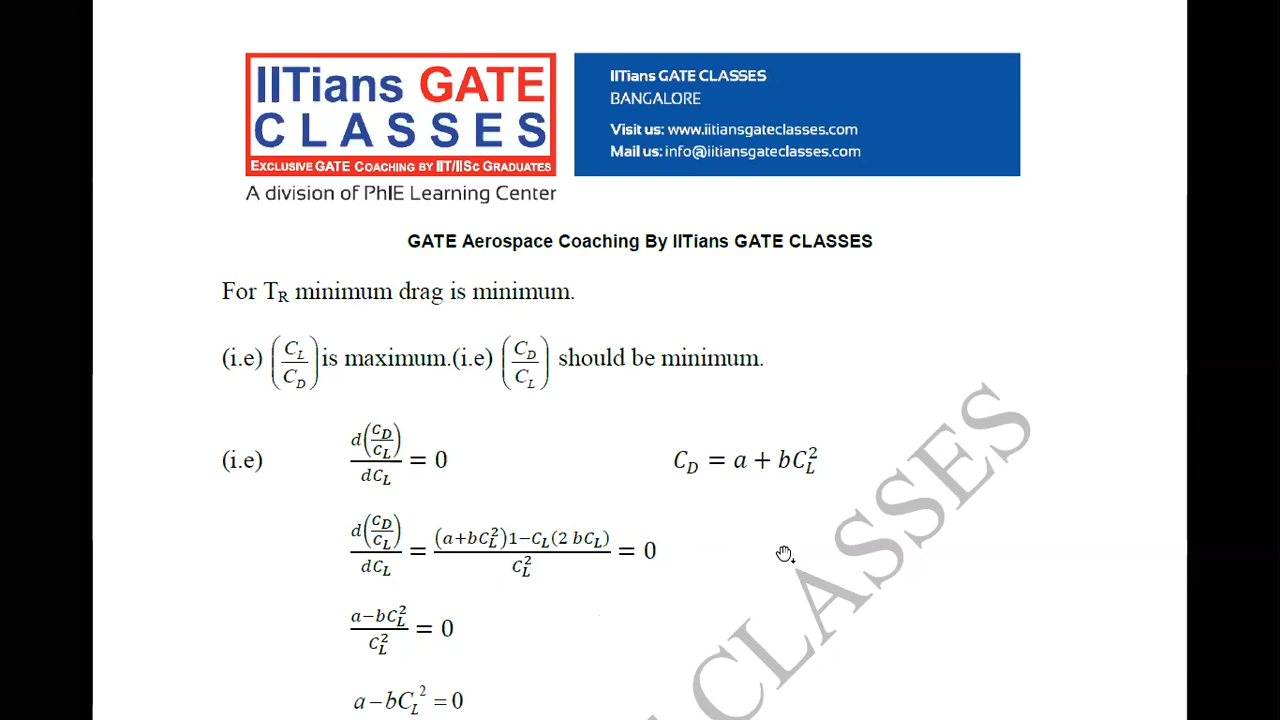 IITians GATE
CLASSES
EXCLUSIVE GATE COACHING BY IIT/IISC GRADUATES
A division of PhIE Learning Center
IITians GATE CLASSES
BANGALORE
Visit us: www.iitiansgateclasses.com
Mail us: info@iitiansgateclasses.com
GATE Aerospace Coaching By IITians GATE CLASSES
For T_R minimum drag is minimum.
(i.e) (C_L/C_D) is maximum.(i.e) (C_D/C_L) should be minimum.
(i.e) d(C_D/C_L)/dC_L = 0 C_D = a + bC_L^2
d(C_D/C_L)/dC_L = ((a+bC_L^2)1−C_L(2 bC_L))/C_L^2 = 0
(a−bC_L^2)/C_L^2 = 0
a−bC_L^2 = 0
CLASSES